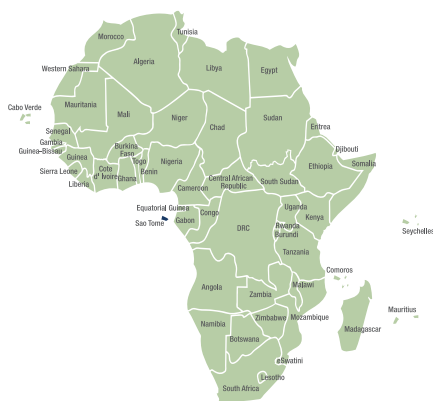 Tunisia
Morocco
Algeria
Libya
Egypt
Western Sahara
Cabo Verde
Mauritania
Mali
Niger
Chad
Sudan
Eritrea
Senegal
Gambia
Guinea-Bissau
Guinea
Burkina
Faso
Djibouti
Sierra Leone
Cote
d' Ivore
Togo
Ghana
Benin
Nigeria
Ethiopia
Somalia
Liberia
Central African
Republic
South Sudan
Cameroon
Equatorial Guinea
Sao Tome
Gabon
Congo
DRC
Uganda
Kenya
Rwanda
Burundi
Seychelles
Tanzania
Comoros
Angola
Zambia
Malawi
Mozambique
Mauritius
Madagascar
Namibia
Zimbabwe
Botswana
eSwatini
Lesotho
South Africa